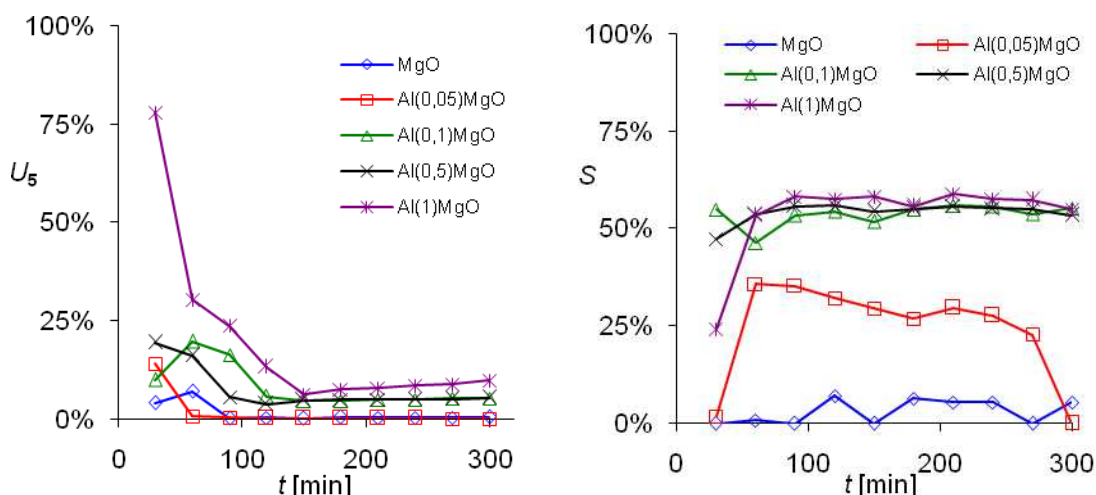 100%
75%
U5
50%
25%
0%
0
100
200
300
t [min]
MgO
Al(0,05)MgO
Al(0,1)MgO
Al(0,5)MgO
Al(1)MgO
100%
75%
S
50%
25%
0%
0
100
200
300
t [min]
MgO
Al(0,05)MgO
Al(0,1)MgO
Al(0,5)MgO
Al(1)MgO